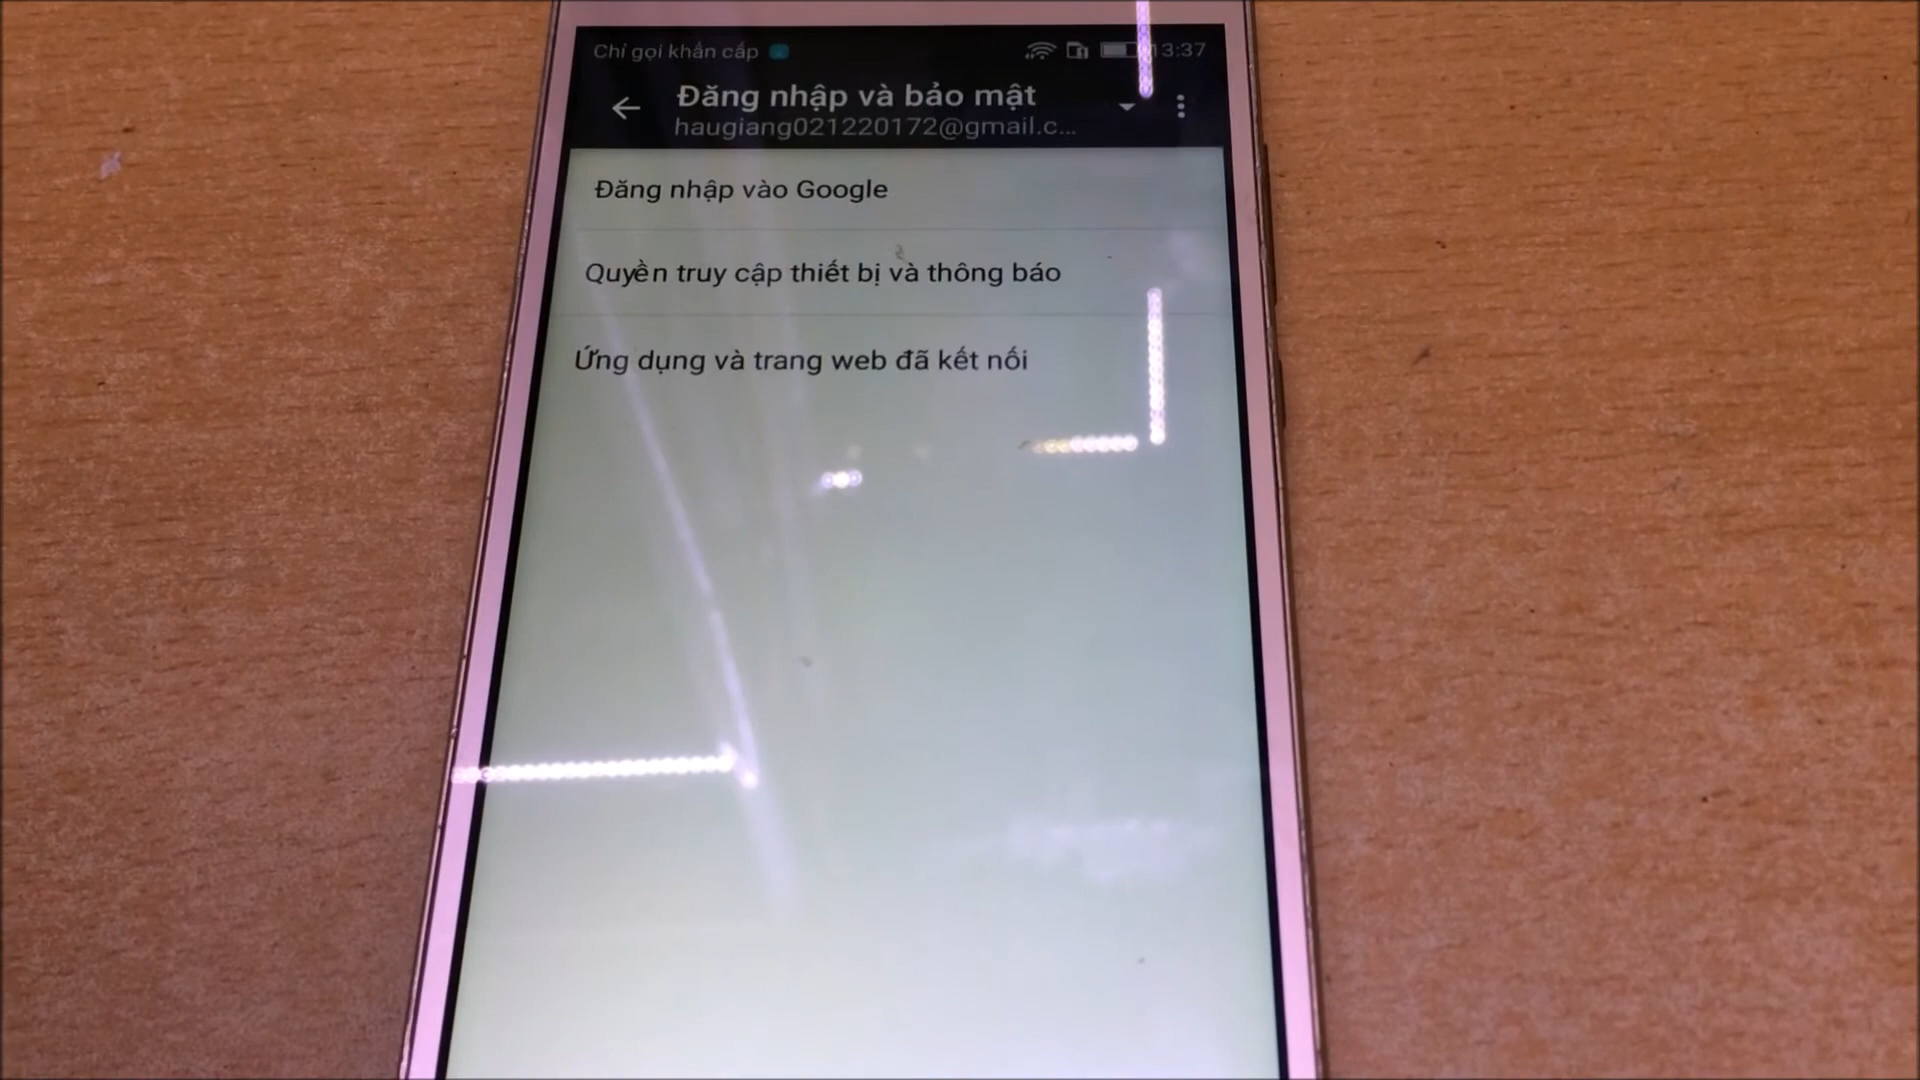 Chỉ gọi khẩn cấp 13:37
Đăng nhập và bảo mật
haugiang021220172@gmail.c...
Đăng nhập vào Google
Quyền truy cập thiết bị và thông báo
Ứng dụng và trang web đã kết nối